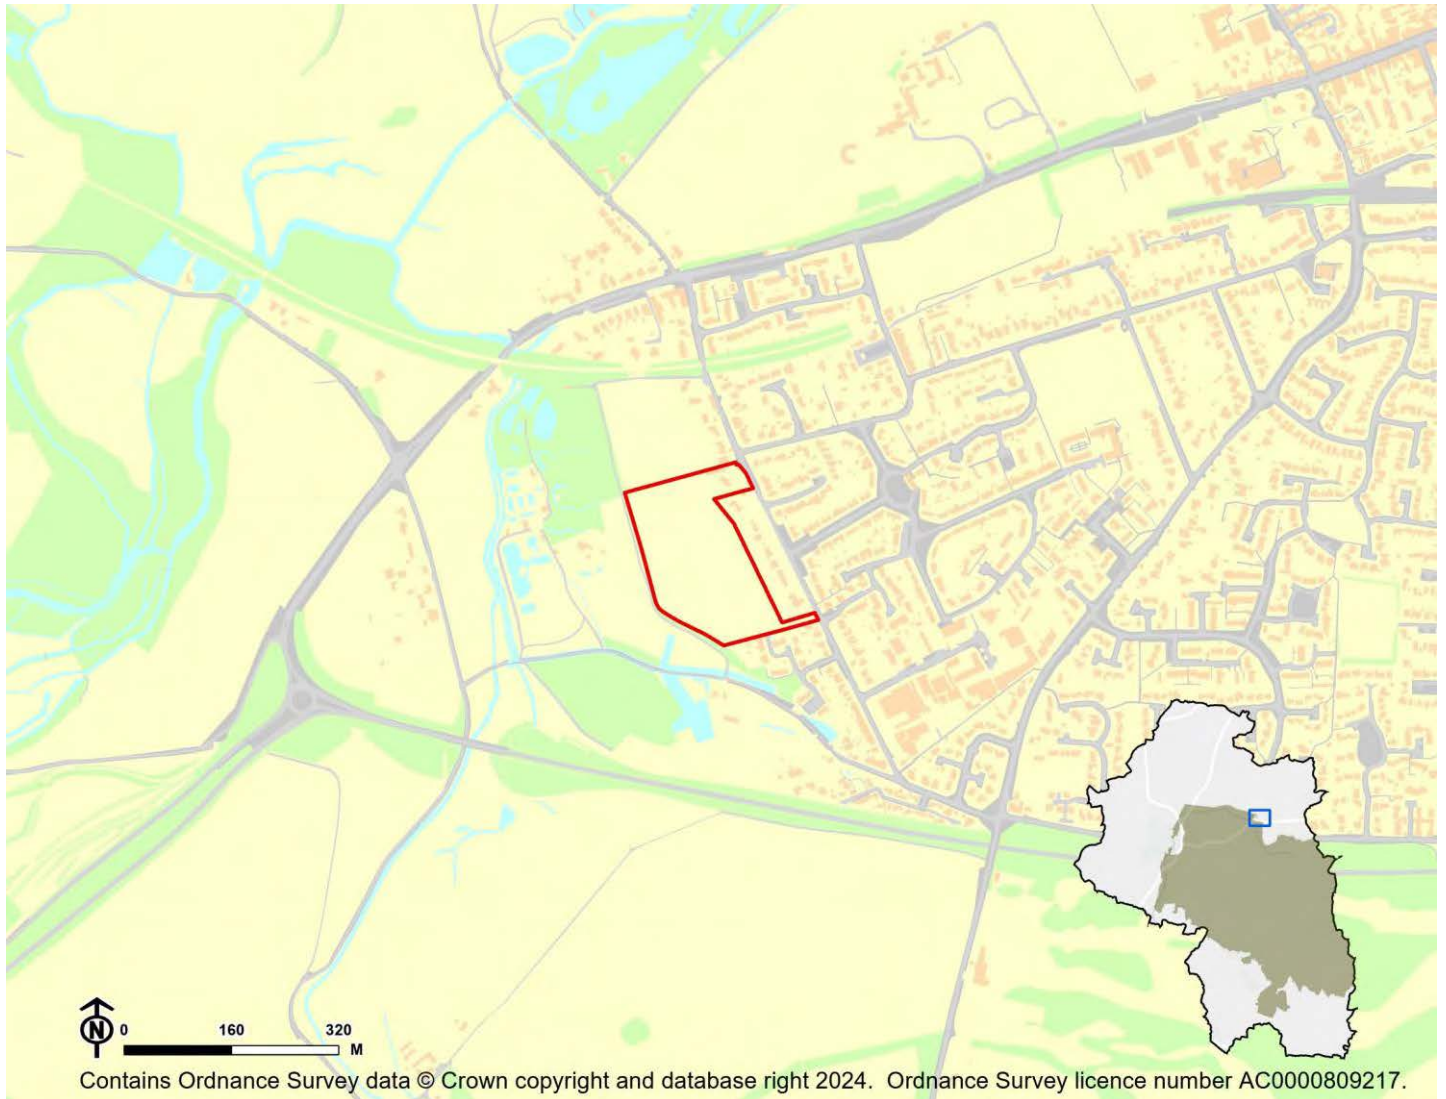 N
0 160 320
M
Contains Ordnance Survey data © Crown copyright and database right 2024. Ordnance Survey licence number AC0000809217.